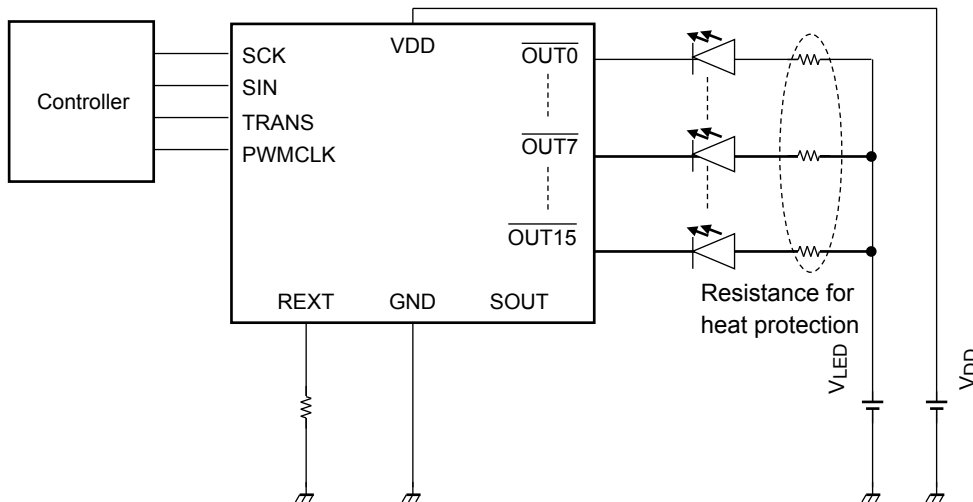 Controller
SCK
SIN
TRANS
PWMCLK
VDD
OUT0
OUT7
OUT15
REXT
GND
SOUT
Resistance for
heat protection
VLED
VDD